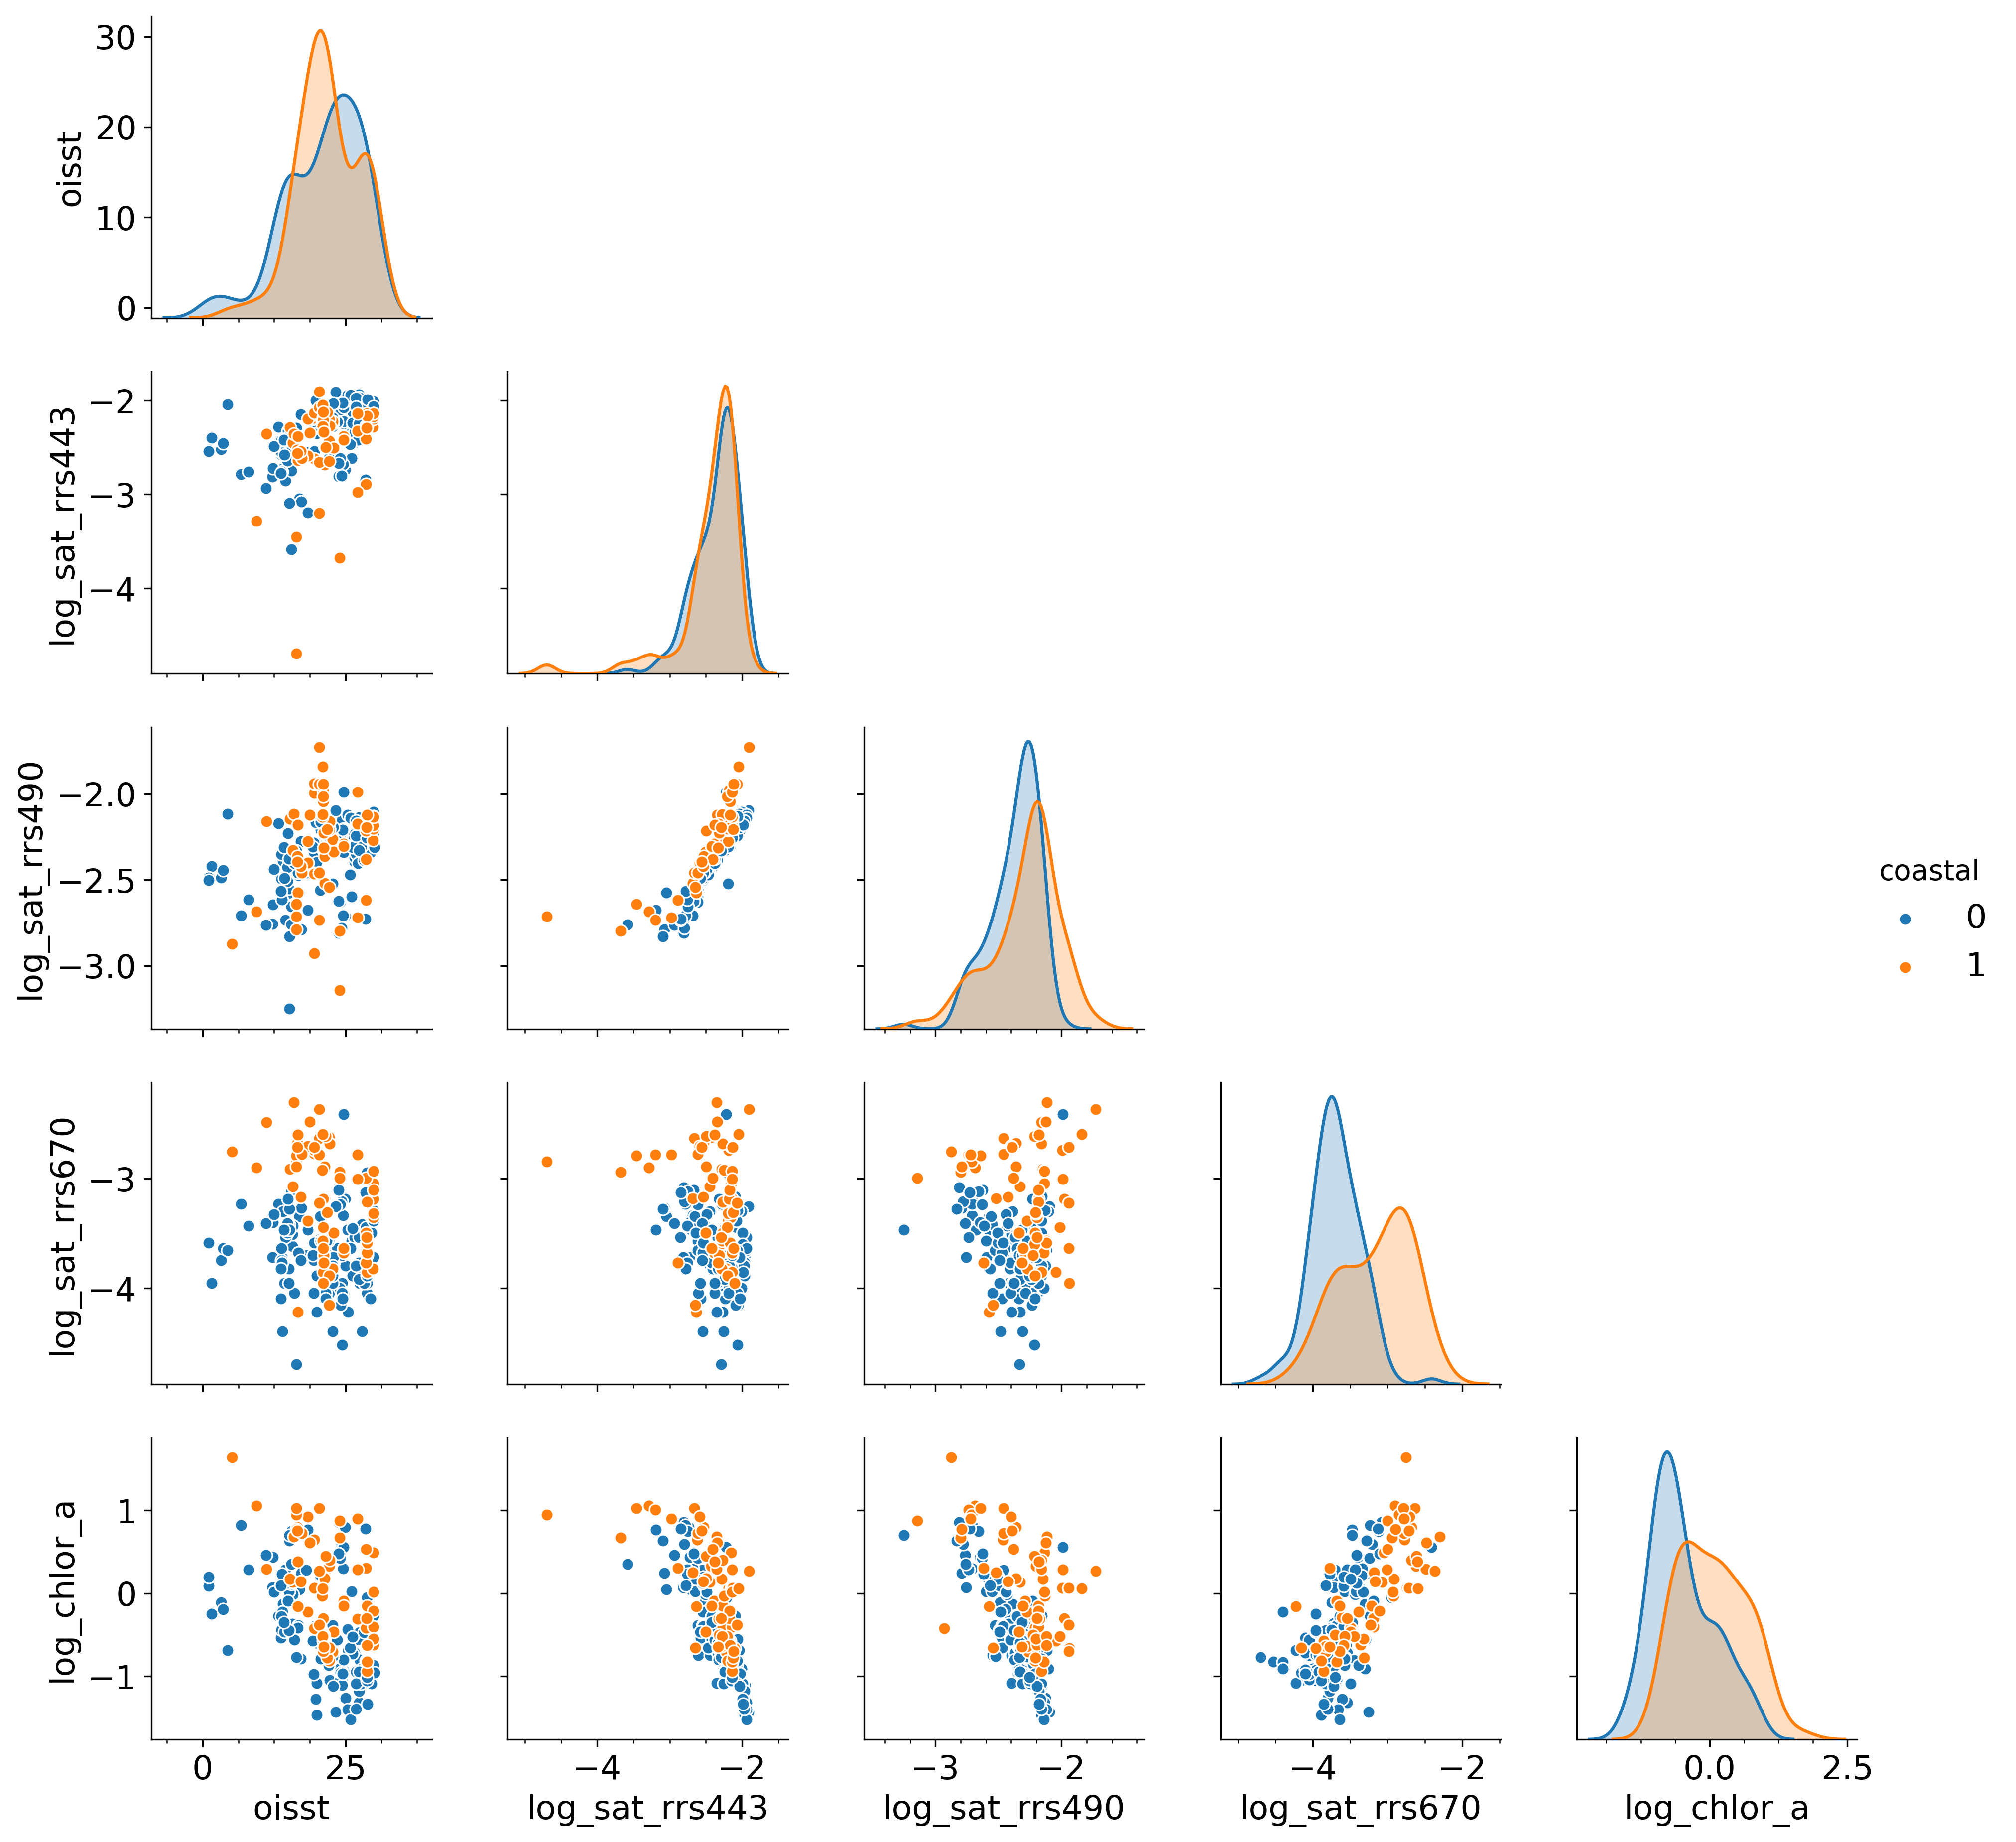 30
20
10
0
oisst
−2
−3
−4
log_sat_rrs443
−2.0
−2.5
−3.0
log_sat_rrs490
coastal
0
1
−3
−4
log_sat_rrs670
1
0
−1
log_chlor_a
0 25
−4 −2
−3 −2
−4 −2
0.0 2.5
oisst
log_sat_rrs443
log_sat_rrs490
log_sat_rrs670
log_chlor_a